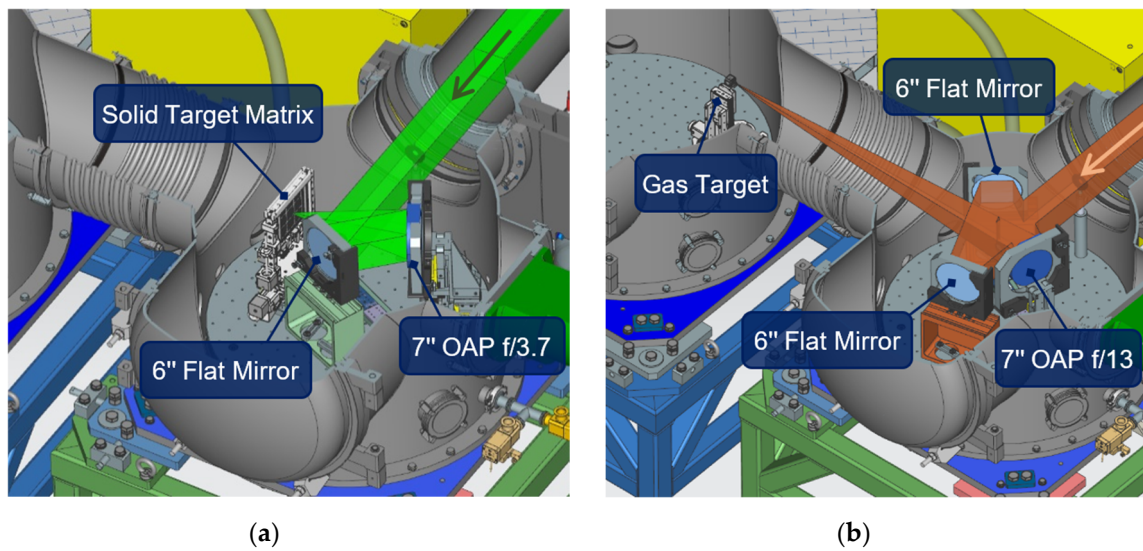 Solid Target Matrix
6" Flat Mirror
7" OAP f/3.7
(a)
6" Flat Mirror
Gas Target
6" Flat Mirror
7" OAP f/13
(b)